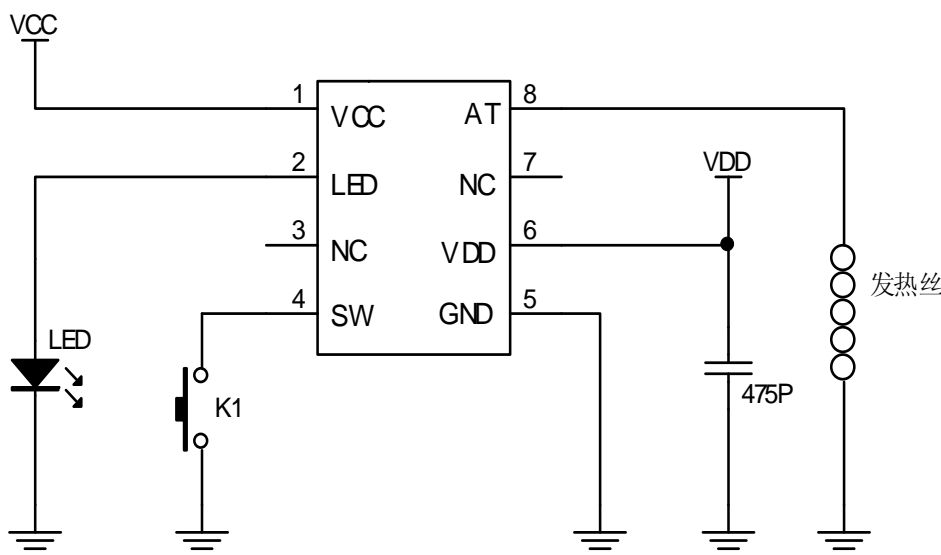 VCC
1
VCC
AT
8
2
LED
NC
7
VDD
3
NC
VDD
6
4
SW
GND
5
发热丝
LED
K1
475P